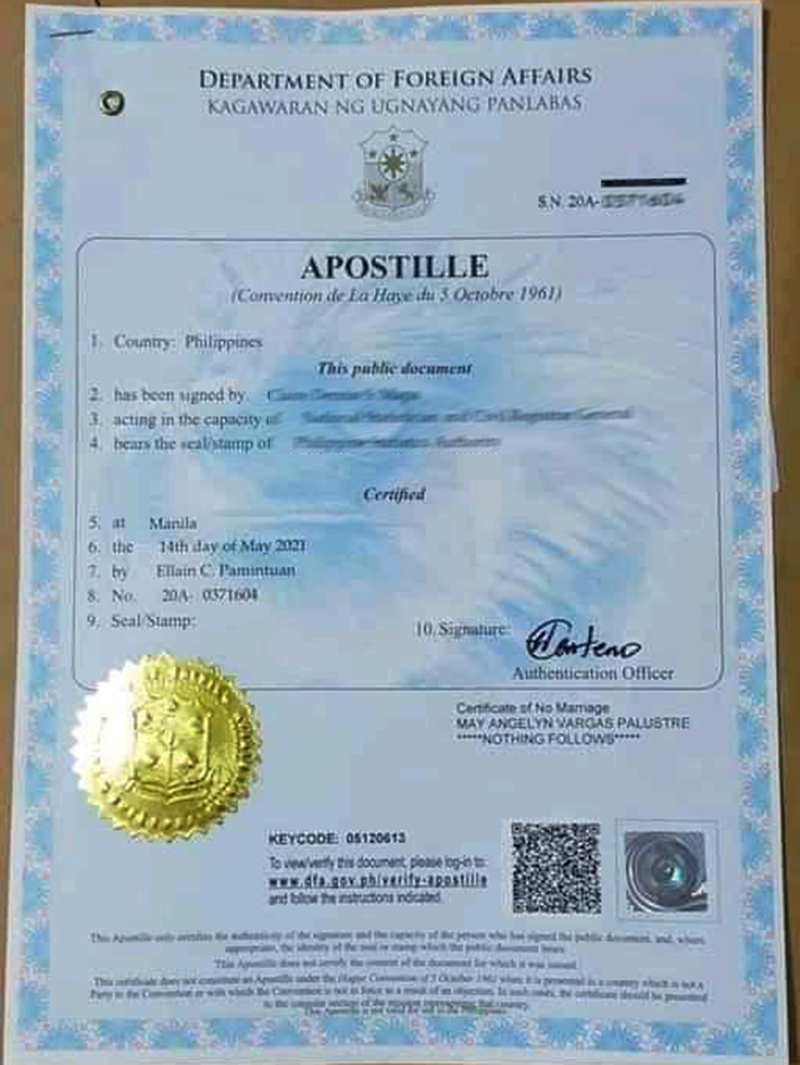 DEPARTMENT OF FOREIGN AFFAIRS
KAGAWARAN NG UGNAYANG PANLABAS
S.N. 20A-
APOSTILLE
(Convention de La Haye du 5 Octobre 1961)
1. Country: Philippines
This public document
2. has been signed by
3. acting in the capacity of
4. bears the seal/stamp of
Certified
5. at Manila
6. the 14th day of May 2021
7. by Ellain C. Pamintuan
8. No. 20A- 0371604
9. Seal/Stamp:
10. Signature:
Authentication Officer
Certificate of No Marriage
MAY ANGELYN VARGAS PALUSTRE
*****NOTHING FOLLOWS*****
KEYCODE: 05120613
To view/verify this document, please log-in to:
www.dfa.gov.ph/verify-apostille
and follow the instructions indicated.
This Apostille only certifies the authenticity of the signature and the capacity of the person who has signed the public document, and, where
appropriate, the identity of the seal or stamp which the public document bears.
This Apostille does not certify the content of the document for which it was issued.
This certificate does not constitute an Apostille under the Hague Convention of 5 October 1961 when it is presented in a country which is not a
Party to the Convention or with which the Convention is not in force as a result of an objection. In such cases, the certificate should be presented
to the consular section of the mission representing that country.
This Apostille is not valid for use in the Philippines.